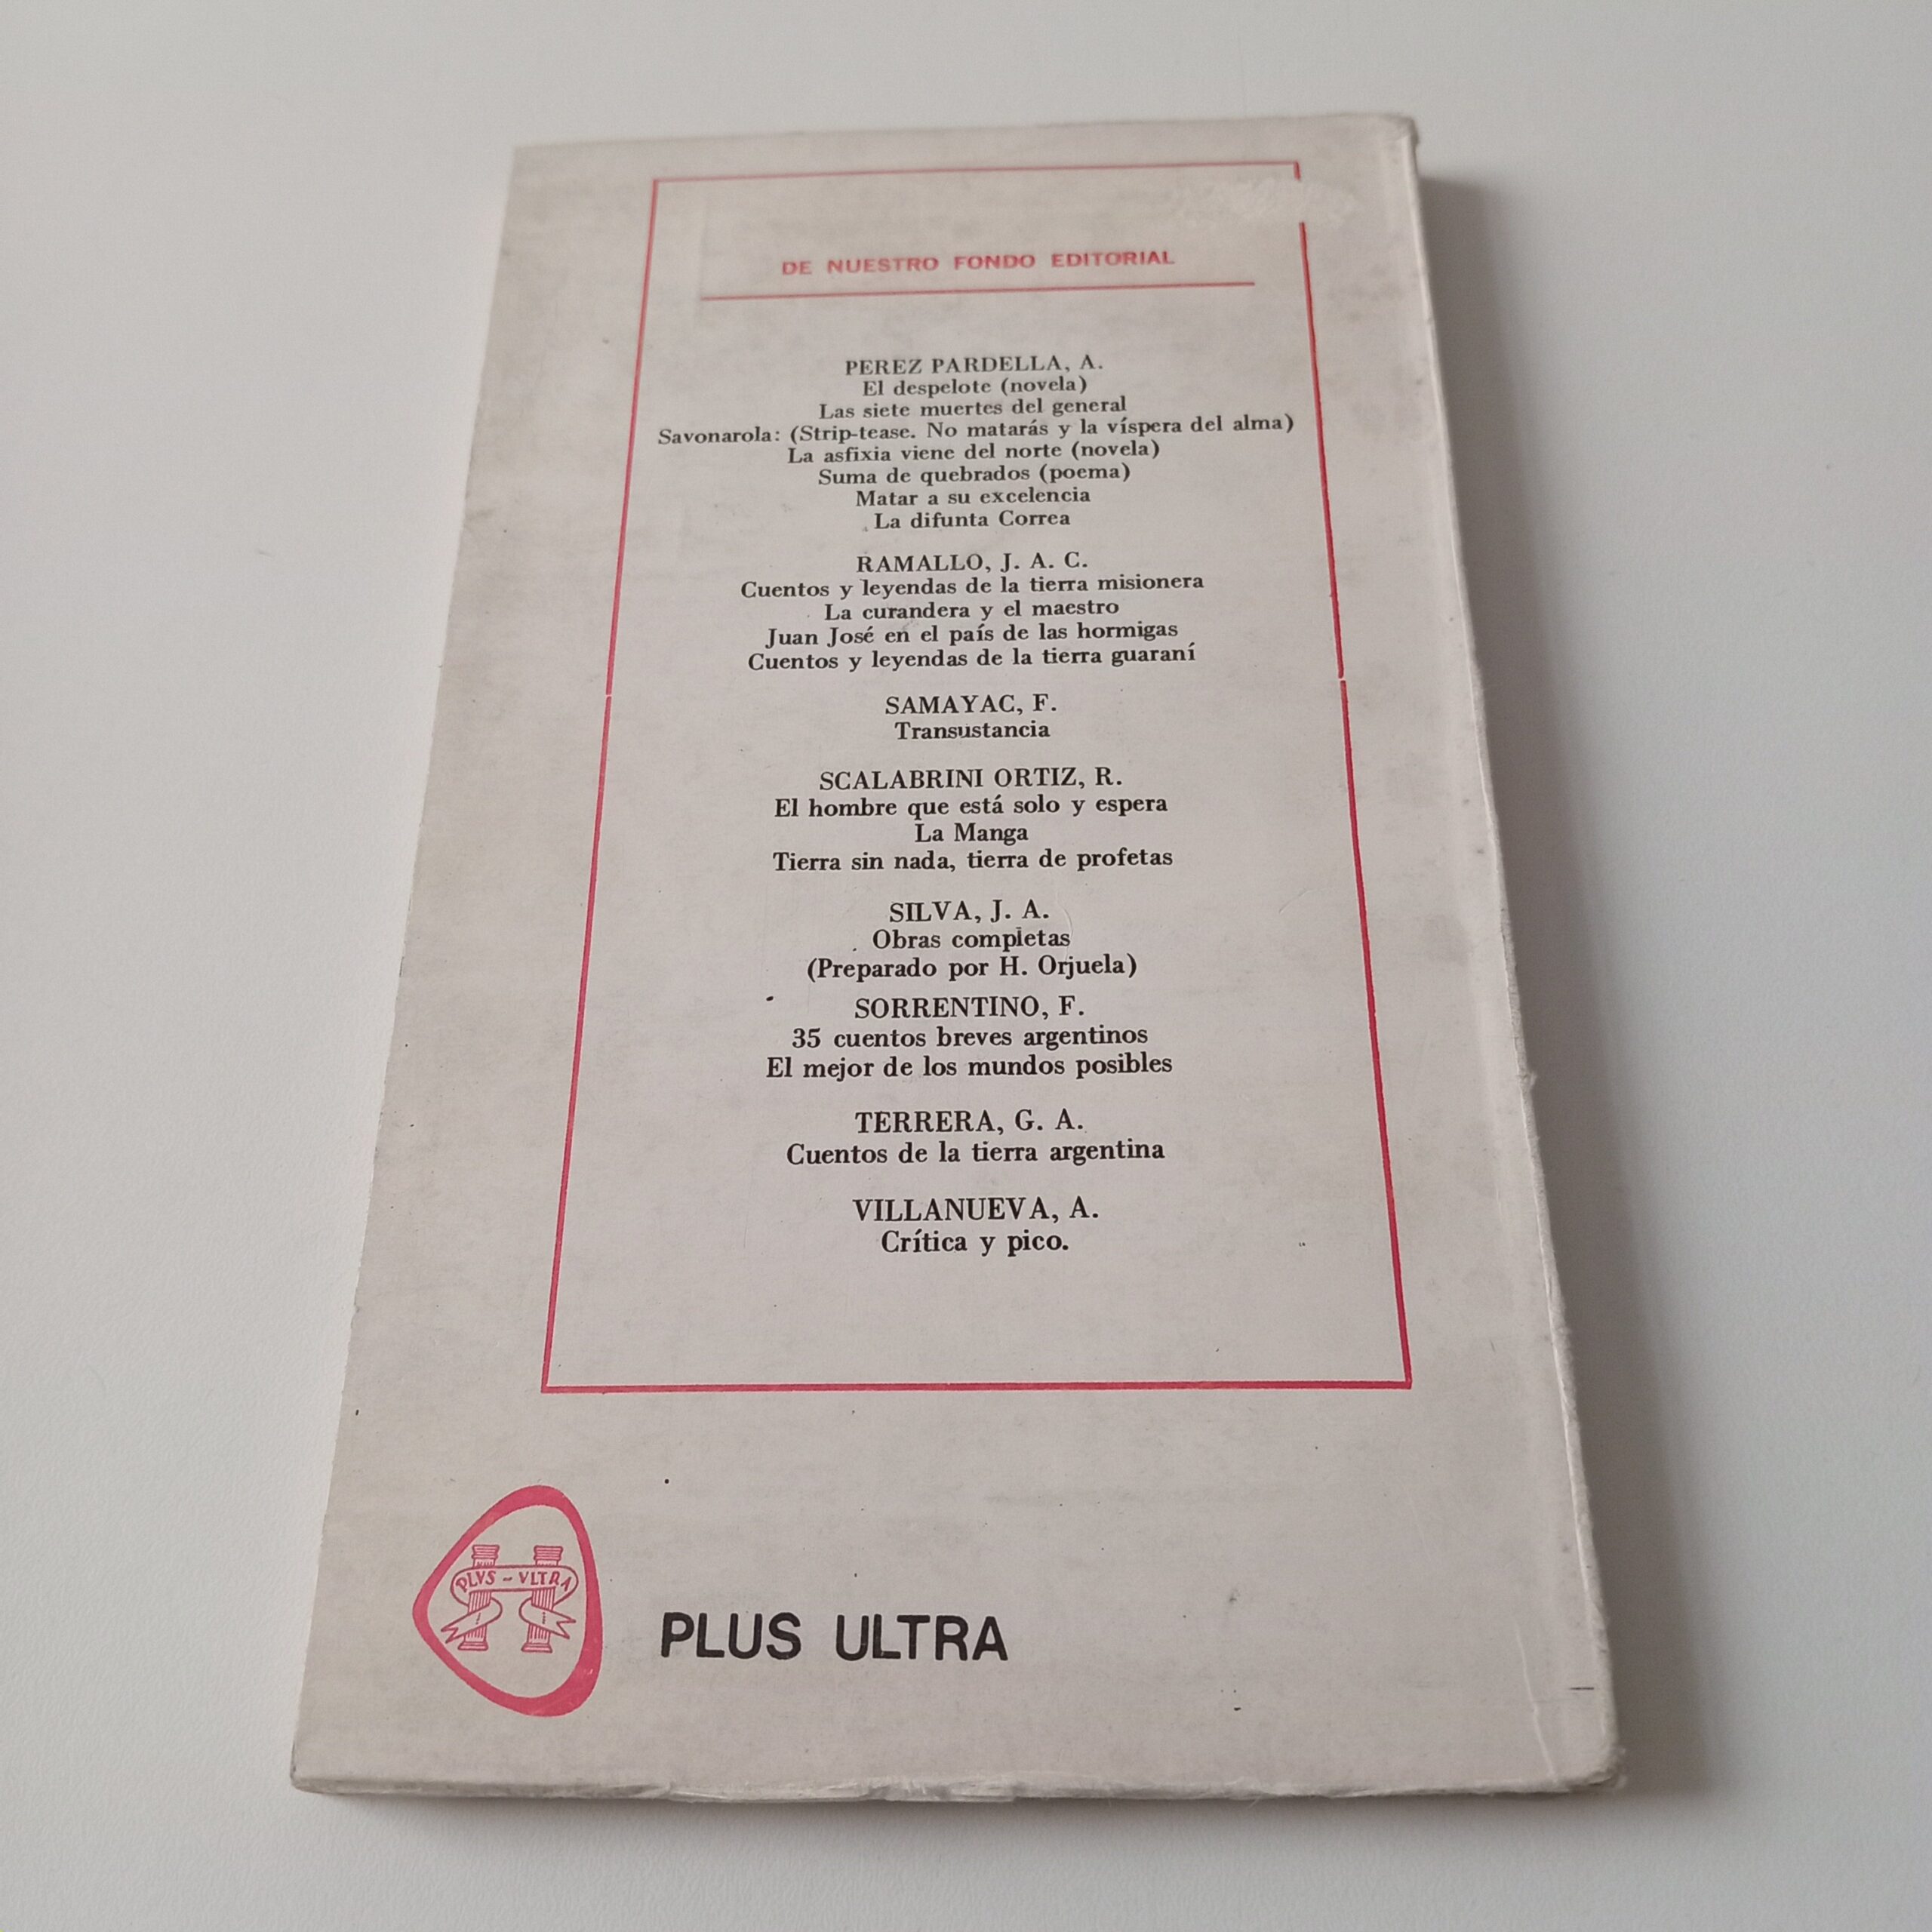 DE NUESTRO FONDO EDITORIAL
PEREZ PARDELLA, A.
El despelote (novela)
Las siete muertes del general
Savonarola: (Strip-tease. No matarás y la víspera del alma)
La asfixia viene del norte (novela)
Suma de quebrados (poema)
Matar a su excelencia
La difunta Correa
RAMALLO, J. A. C.
Cuentos y leyendas de la tierra misionera
La curandera y el maestro
Juan José en el país de las hormigas
Cuentos y leyendas de la tierra guaraní
SAMAYAC, F.
Transustancia
SCALABRINI ORTIZ, R.
El hombre que está solo y espera
La Manga
Tierra sin nada, tierra de profetas
SILVA, J. A.
Obras completas
(Preparado por H. Orjuela)
SORRENTINO, F.
35 cuentos breves argentinos
El mejor de los mundos posibles
TERRERA, G. A.
Cuentos de la tierra argentina
VILLANUEVA, A.
Crítica y pico.
PLVS - VLTRA
PLUS ULTRA